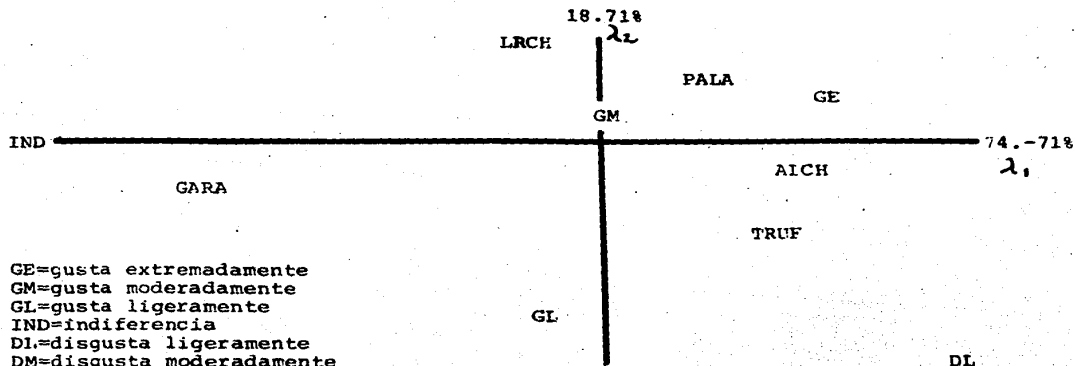 18.71%
LRCH λ2
PALA
GE
GM
IND 74.-71%
AICH λ1
GARA
TRUF
GE=gusta extremadamente
GM=gusta moderadamente
GL=gusta ligeramente
GL
IND=indiferencia
DL=disgusta ligeramente
DM=disgusta moderadamente
DL